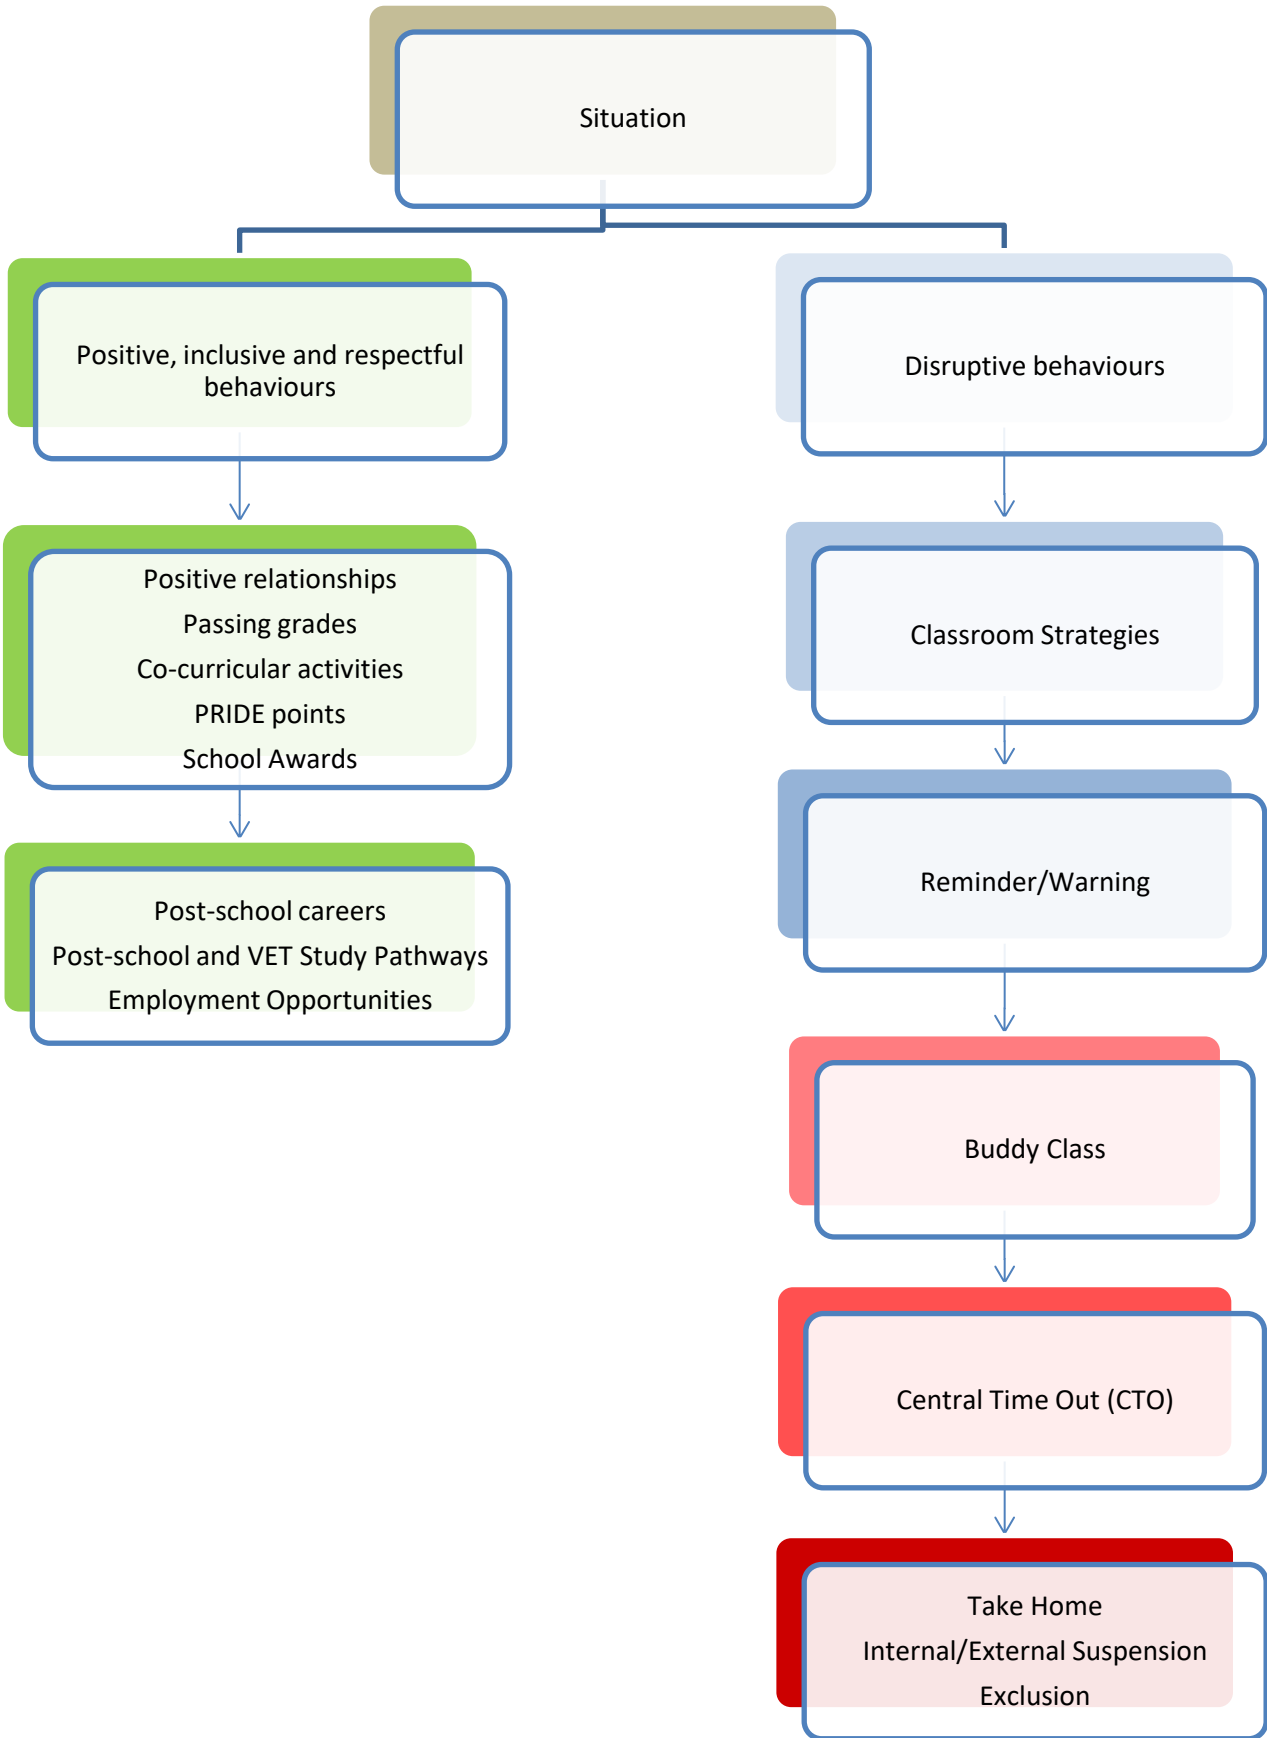 Situation
Positive, inclusive and respectful
behaviours
Positive relationships
Passing grades
Co-curricular activities
PRIDE points
School Awards
Post-school careers
Post-school and VET Study Pathways
Employment Opportunities
Disruptive behaviours
Classroom Strategies
Reminder/Warning
Buddy Class
Central Time Out (CTO)
Take Home
Internal/External Suspension
Exclusion